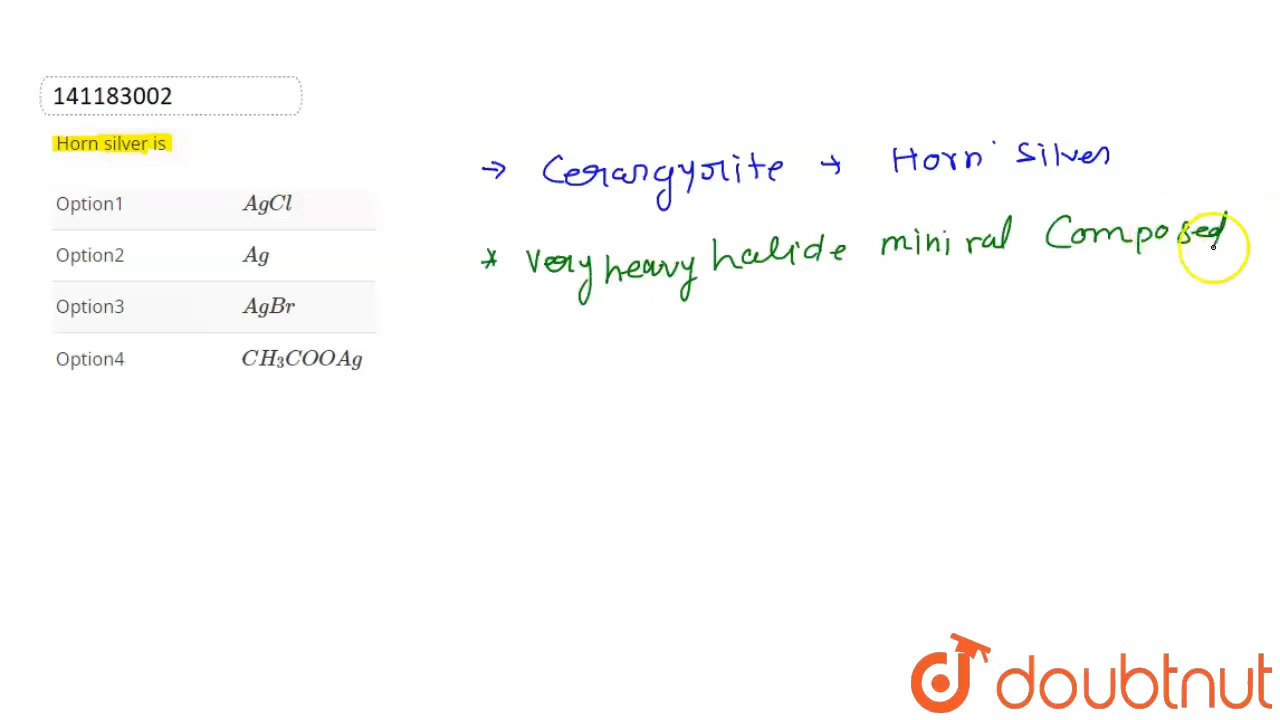 141183002
Horn silver is
Option1 AgCl
Option2 Ag
Option3 AgBr
Option4 CH₃COOAg
→ Cerargyrite → Horn Silver
* Very heavy halide miniral Composed
doubtnut